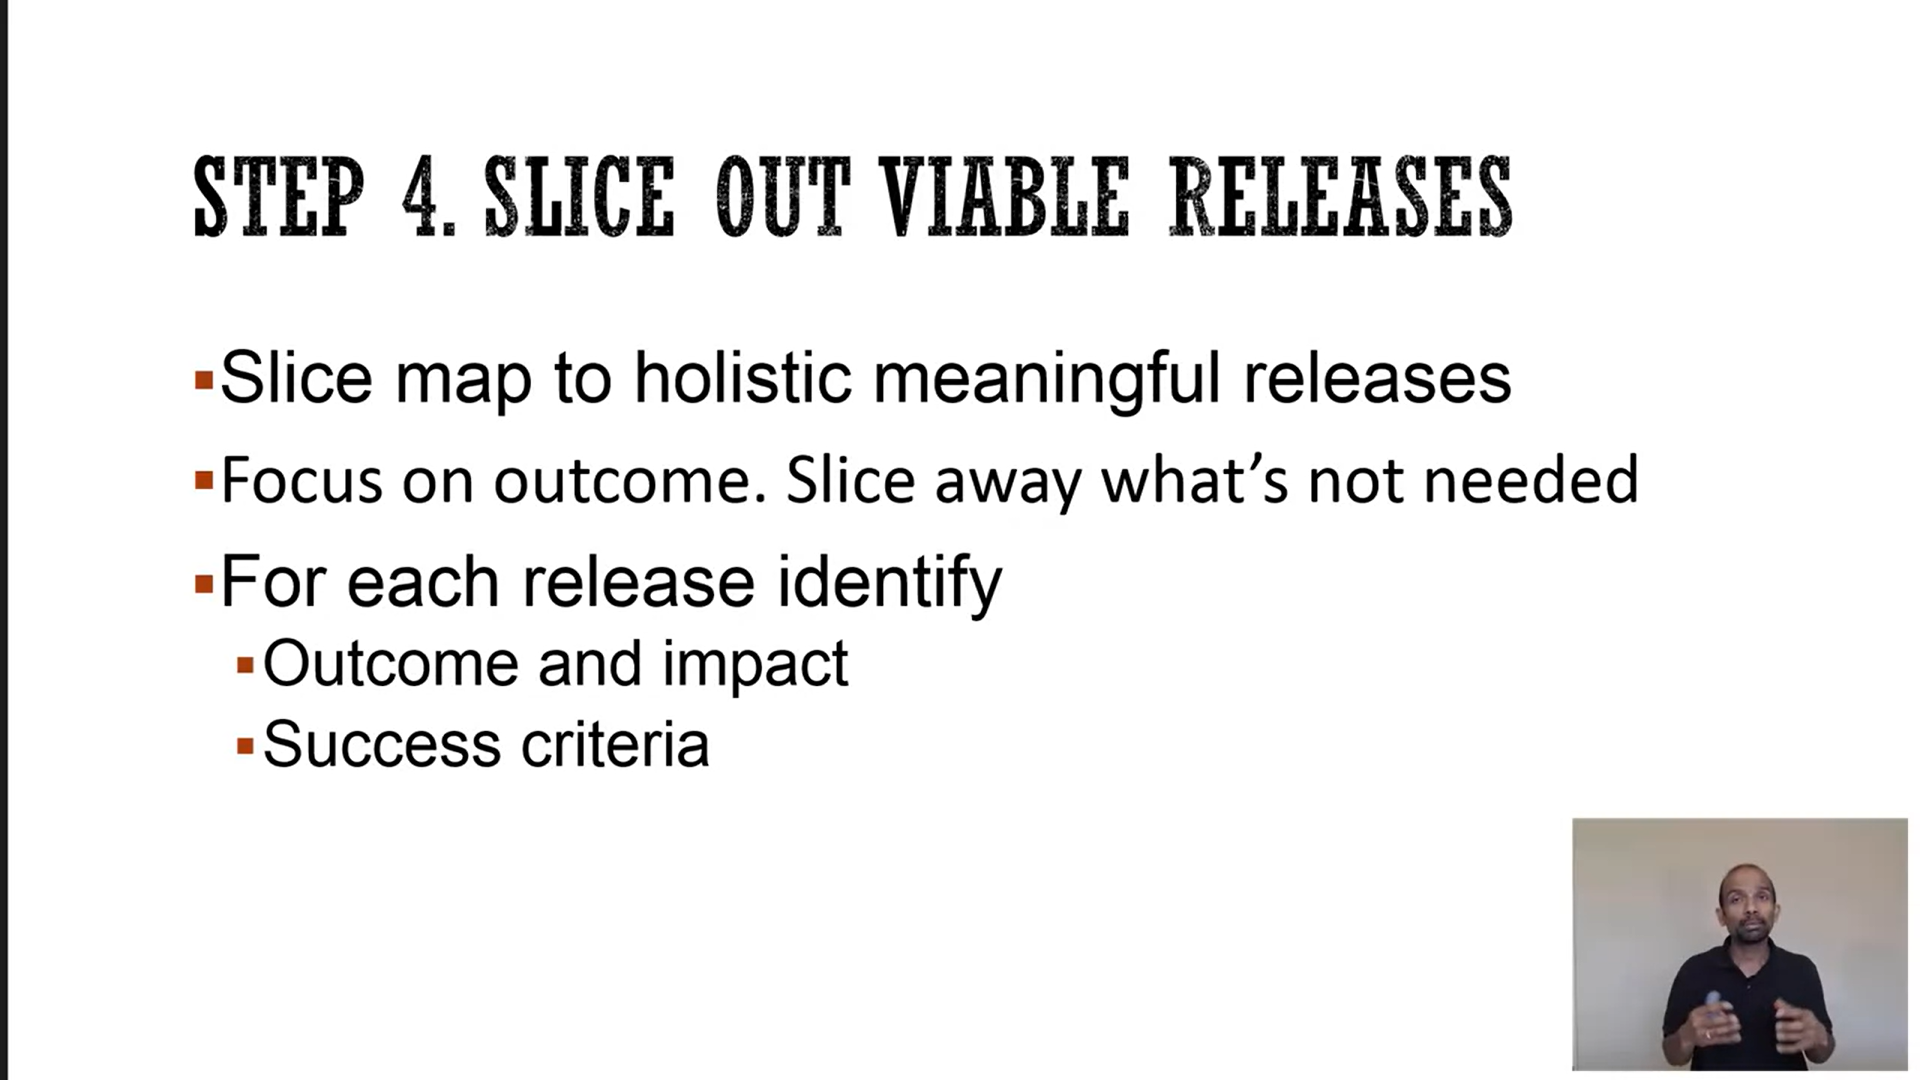 STEP 4. SLICE OUT VIABLE RELEASES
▪Slice map to holistic meaningful releases
▪Focus on outcome. Slice away what’s not needed
▪For each release identify
▪Outcome and impact
▪Success criteria